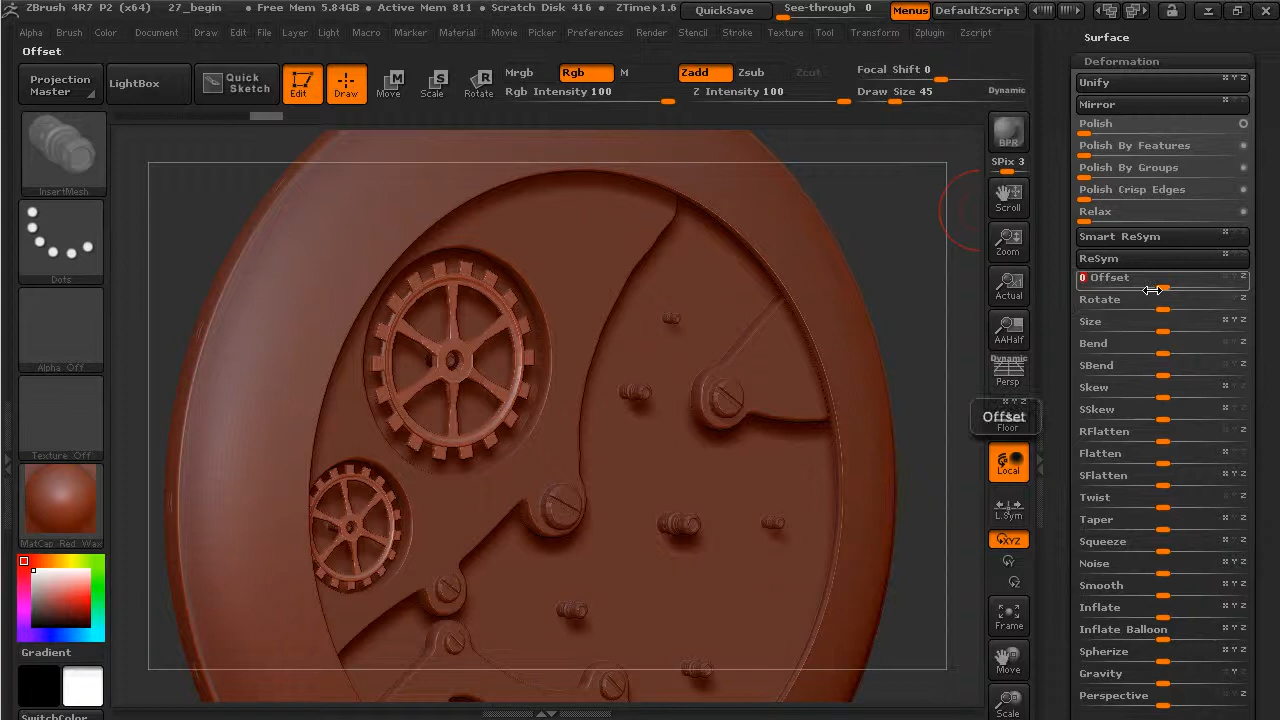 ZBrush 4R7 P2 (x64) 27_begin • Free Mem 5.84GB • Active Mem 811 • Scratch Disk 416 • ZTime▸1.6 QuickSave See-through 0 Menus DefaultZScript
Alpha Brush Color Document Draw Edit File Layer Light Macro Marker Material Movie Picker Preferences Render Stencil Stroke Texture Tool Transform Zplugin Zscript
Offset
Projection Master
LightBox
Quick Sketch
Edit
Draw
Move
Scale
Rotate
Mrgb Rgb M
Rgb Intensity 100
Zadd Zsub Zcut
Z Intensity 100
Focal Shift 0
Draw Size 45
Dynamic
InsertMesh
Dots
Alpha Off
Texture Off
MatCap Red Wax
Gradient
SwitchColor
BPR
SPix 3
Scroll
Zoom
Actual
AAHalf
Dynamic
Persp
Floor
Offset
Local
L.Sym
XYZ
Frame
Move
Scale
Surface
Deformation
Unify
Mirror
Polish
Polish By Features
Polish By Groups
Polish Crisp Edges
Relax
Smart ReSym
ReSym
0 Offset
Rotate
Size
Bend
SBend
Skew
SSkew
RFlatten
Flatten
SFlatten
Twist
Taper
Squeeze
Noise
Smooth
Inflate
Inflate Balloon
Spherize
Gravity
Perspective